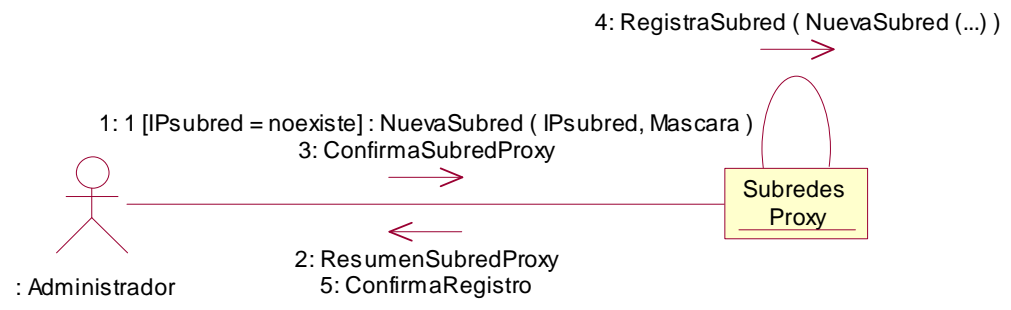 4: RegistraSubred ( NuevaSubred (...) )
1: 1 [IPsubred = noexiste] : NuevaSubred ( IPsubred, Mascara )
3: ConfirmaSubredProxy
Subredes
Proxy
2: ResumenSubredProxy
5: ConfirmaRegistro
: Administrador